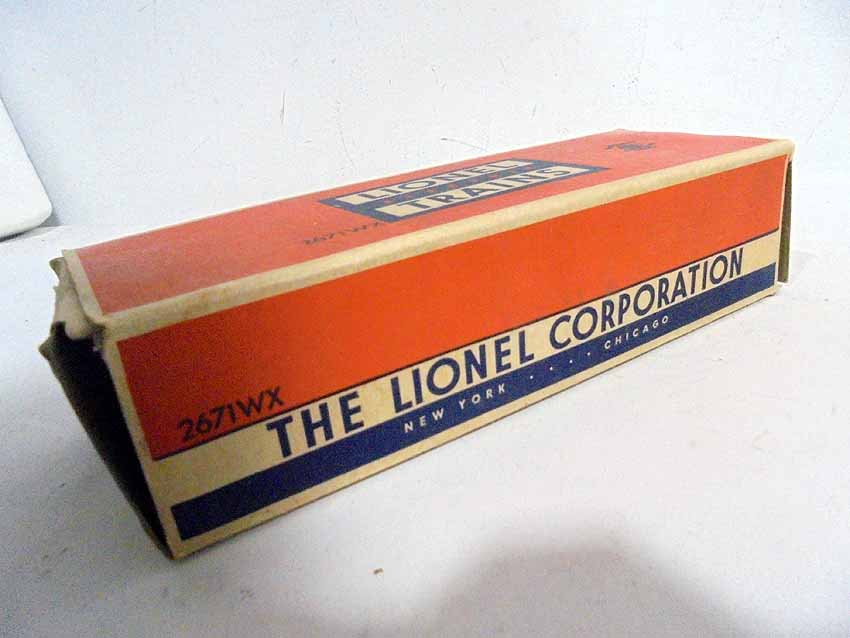 LIONEL
TRAINS
2671WX
2671WX
THE LIONEL CORPORATION
NEW YORK . . . . CHICAGO